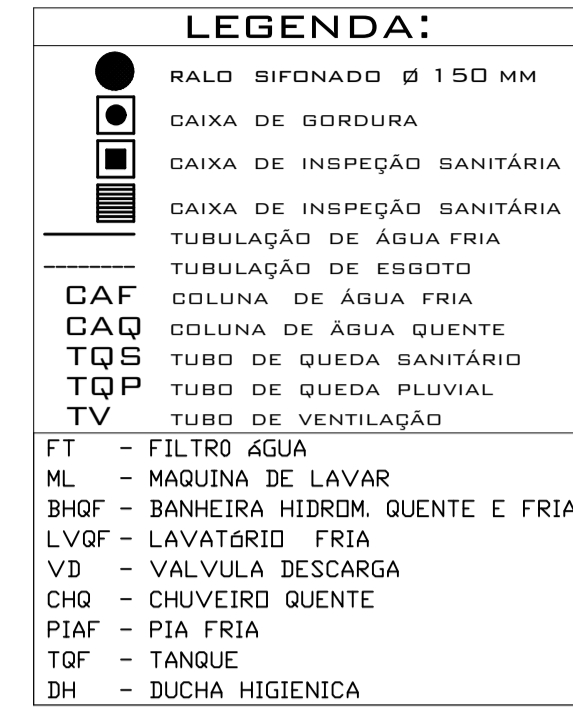 LEGENDA:
RALO SIFONADO Ø 150 MM
CAIXA DE GORDURA
CAIXA DE INSPEÇÃO SANITÁRIA
CAIXA DE INSPEÇÃO SANITÁRIA
TUBULAÇÃO DE ÁGUA FRIA
TUBULAÇÃO DE ESGOTO
CAF COLUNA DE ÁGUA FRIA
CAQ COLUNA DE ÄGUA QUENTE
TQS TUBO DE QUEDA SANITÁRIO
TQP TUBO DE QUEDA PLUVIAL
TV TUBO DE VENTILAÇÃO
FT - FILTRO áGUA
ML - MAQUINA DE LAVAR
BHQF - BANHEIRA HIDROM. QUENTE E FRIA
LVQF - LAVATóRIO FRIA
VD - VALVULA DESCARGA
CHQ - CHUVEIRO QUENTE
PIAF - PIA FRIA
TQF - TANQUE
DH - DUCHA HIGIENICA